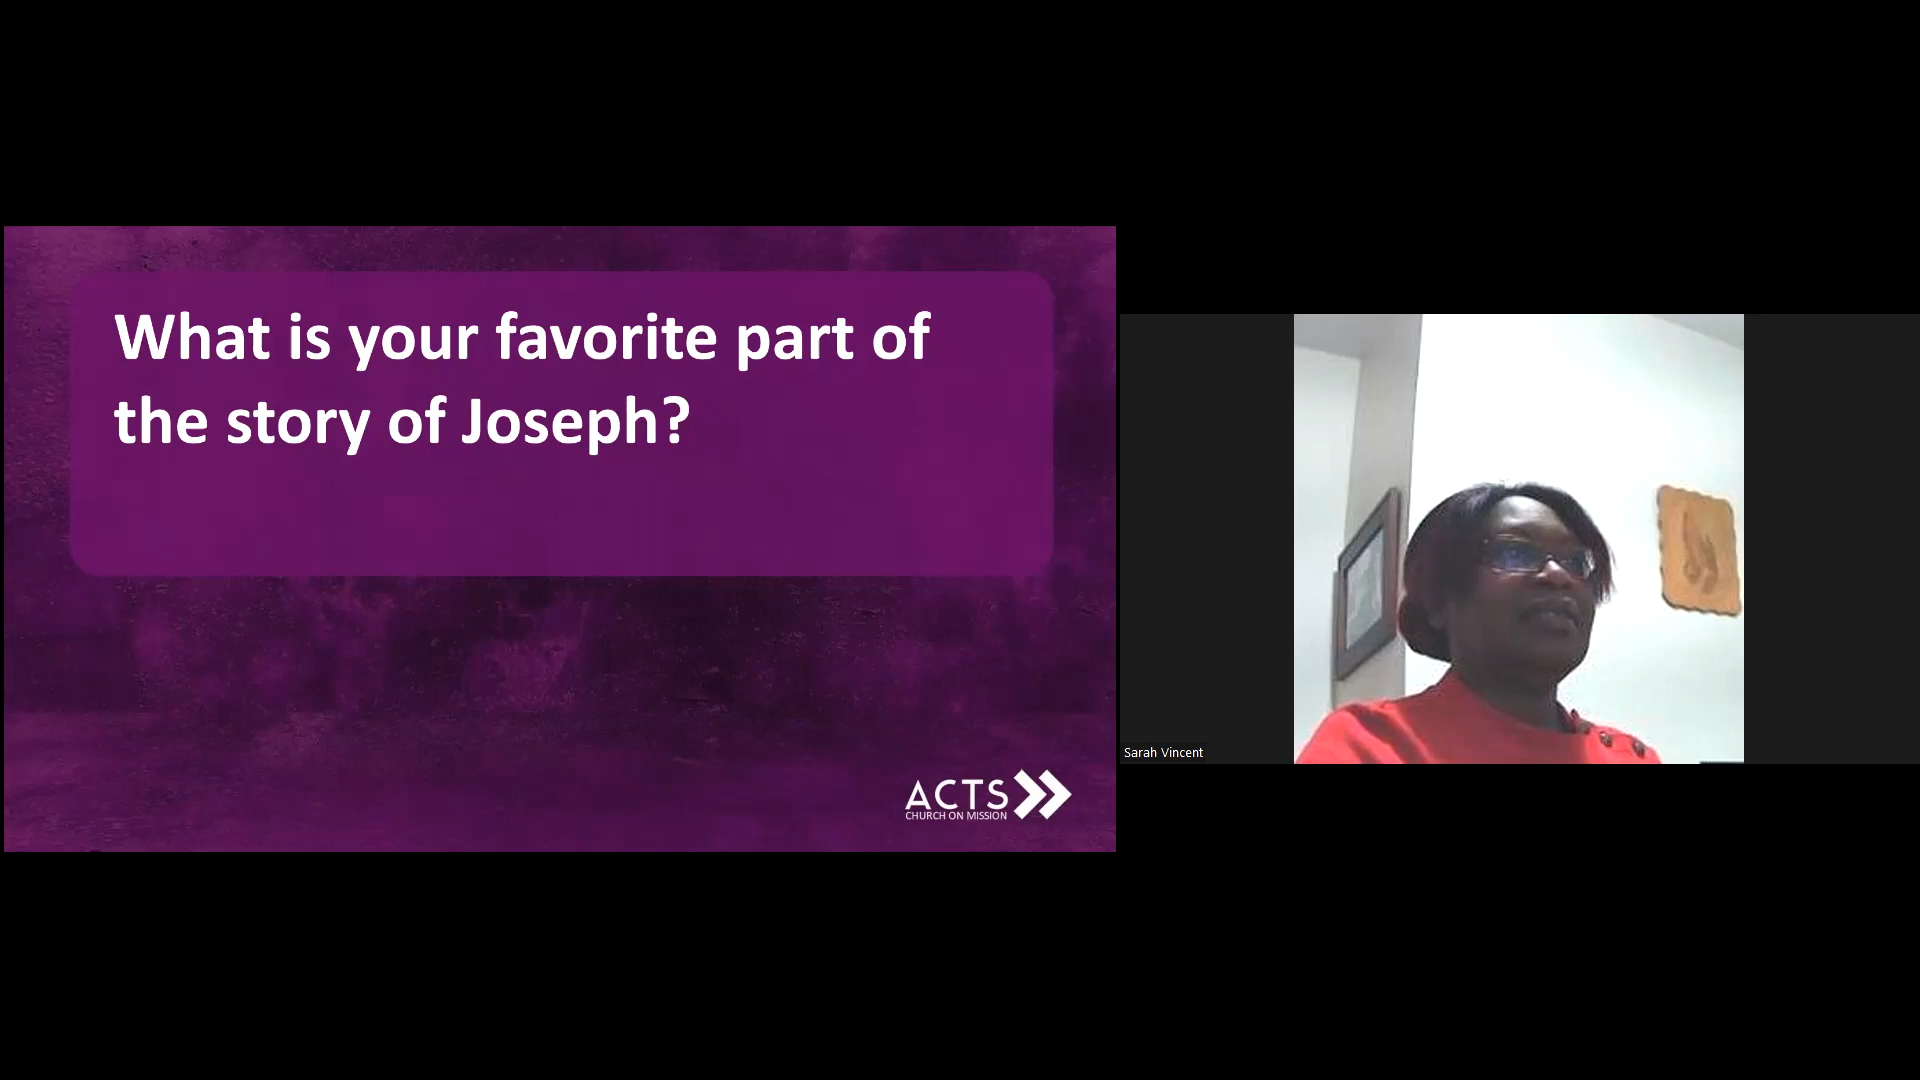 What is your favorite part of
the story of Joseph?
ACTS
CHURCH ON MISSION
Sarah Vincent